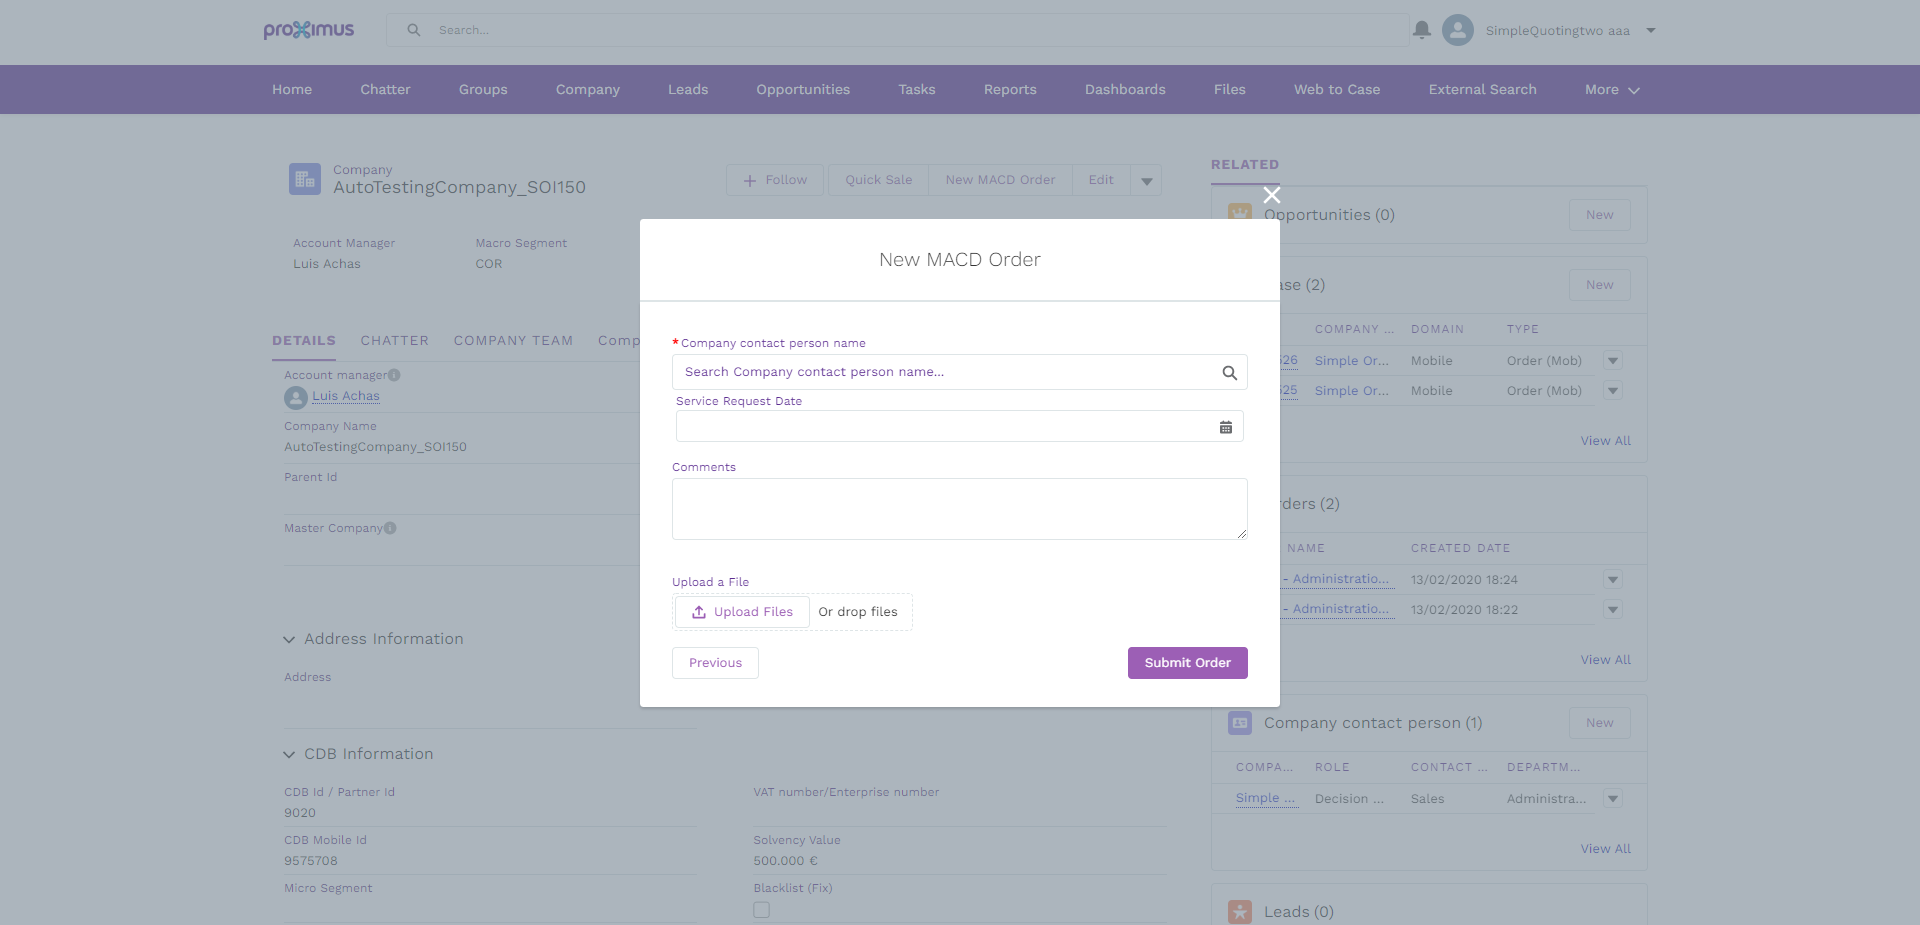 proximus
Search...
SimpleQuotingtwo aaa
Home Chatter Groups Company Leads Opportunities Tasks Reports Dashboards Files Web to Case External Search More
Company
AutoTestingCompany_SOI150
Follow Quick Sale New MACD Order Edit
Account Manager Macro Segment
Luis Achas COR
DETAILS CHATTER COMPANY TEAM Comp
Account manager
Luis Achas
Company Name
AutoTestingCompany_SOI150
Parent Id
Master Company
Address Information
Address
CDB Information
CDB Id / Partner Id VAT number/Enterprise number
9020
CDB Mobile Id Solvency Value
9575708 500.000 €
Micro Segment Blacklist (Fix)
New MACD Order
*Company contact person name
Search Company contact person name...
Service Request Date
Comments
Upload a File
Upload Files Or drop files
Previous Submit Order
RELATED
Opportunities (0) New
ase (2) New
COMPANY ... DOMAIN TYPE
526 Simple Or... Mobile Order (Mob)
525 Simple Or... Mobile Order (Mob)
View All
rders (2)
NAME CREATED DATE
- Administratio... 13/02/2020 18:24
- Administratio... 13/02/2020 18:22
View All
Company contact person (1) New
COMPA... ROLE CONTACT ... DEPARTM...
Simple ... Decision ... Sales Administra...
View All
Leads (0)